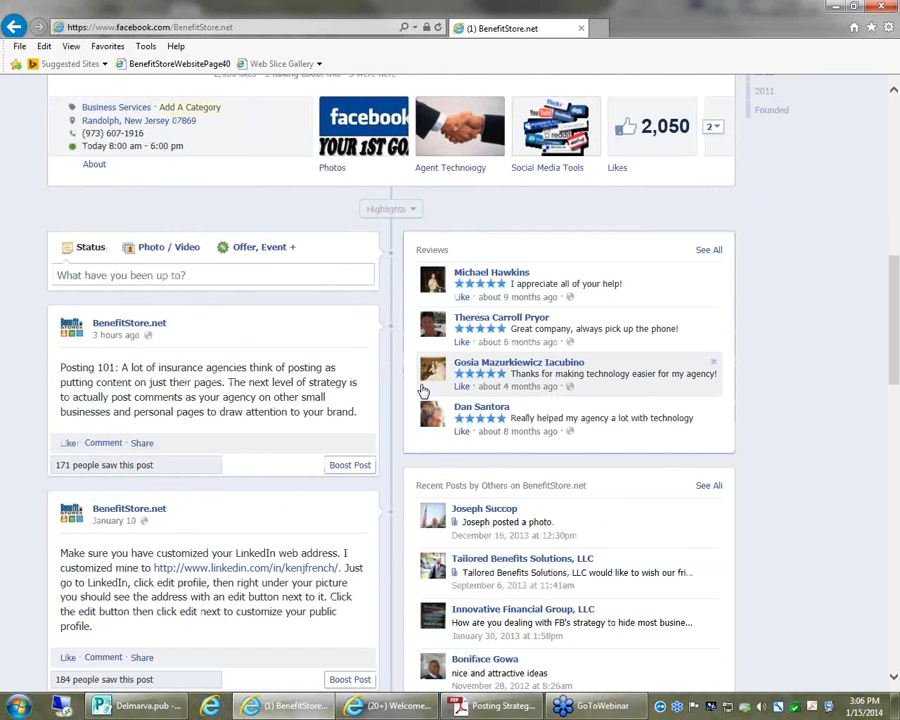 https://www.facebook.com/BenefitStore.net
(1) BenefitStore.net
File Edit View Favorites Tools Help
Suggested Sites BenefitStoreWebsitePage40 Web Slice Gallery
Business Services · Add A Category
Randolph, New Jersey 07869
(973) 607-1916
Today 8:00 am - 6:00 pm
About
facebook
YOUR 1ST GO
Photos
Agent Technology
Social Media Tools
2,050
Likes
2
2011
Founded
Highlights
Status Photo / Video Offer, Event +
What have you been up to?
BenefitStore.net
3 hours ago
Posting 101: A lot of insurance agencies think of posting as
putting content on just their pages. The next level of strategy is
to actually post comments as your agency on other small
businesses and personal pages to draw attention to your brand.
Like · Comment · Share
171 people saw this post
Boost Post
BenefitStore.net
January 10
Make sure you have customized your LinkedIn web address. I
customized mine to http://www.linkedin.com/in/kenjfrench/. Just
go to LinkedIn, click edit profile, then right under your picture
you should see the address with an edit button next to it. Click
the edit button then click edit to customize your public
profile.
Like · Comment · Share
184 people saw this post
Boost Post
Reviews
See All
Michael Hawkins
I appreciate all of your help!
Like · about 9 months ago
Theresa Carroll Pryor
Great company, always pick up the phone!
Like · about 6 months ago
Gosia Mazurkiewicz Iacubino
Thanks for making technology easier for my agency!
Like · about 4 months ago
Dan Santora
Really helped my agency a lot with technology
Like · about 8 months ago
Recent Posts by Others on BenefitStore.net
See All
Joseph Succop
Joseph posted a photo.
December 16, 2013 at 12:30pm
Tailored Benefits Solutions, LLC
Tailored Benefits Solutions, LLC would like to wish our fri...
September 6, 2013 at 11:41am
Innovative Financial Group, LLC
How are you dealing with FB's strategy to hide most busine...
January 30, 2013 at 1:58pm
Boniface Gowa
nice and attractive ideas
November 28, 2012 at 8:26am
Delmarva.pub - ...
(1) BenefitStore...
(20+) Welcome...
Posting Strateg...
GoToWebinar
3:06 PM
1/15/2014